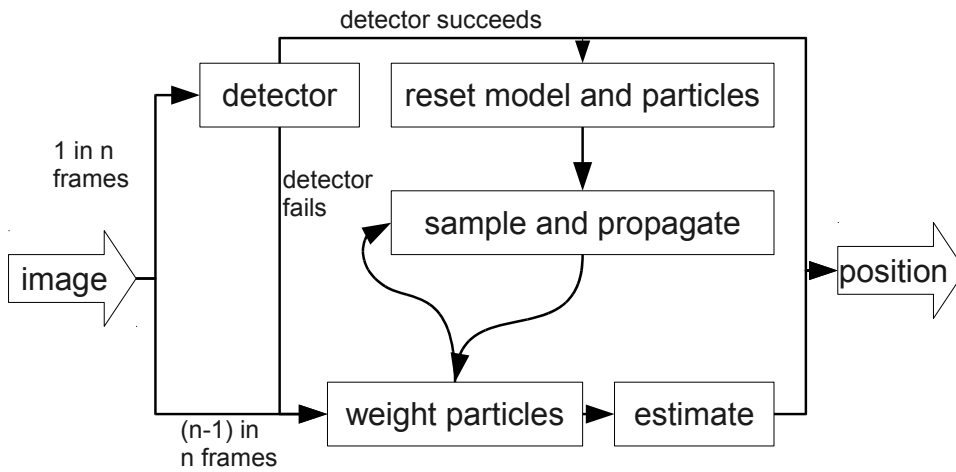 detector succeeds
detector
reset model and particles
1 in n
frames
detector
fails
sample and propagate
image
position
weight particles
estimate
(n-1) in
n frames